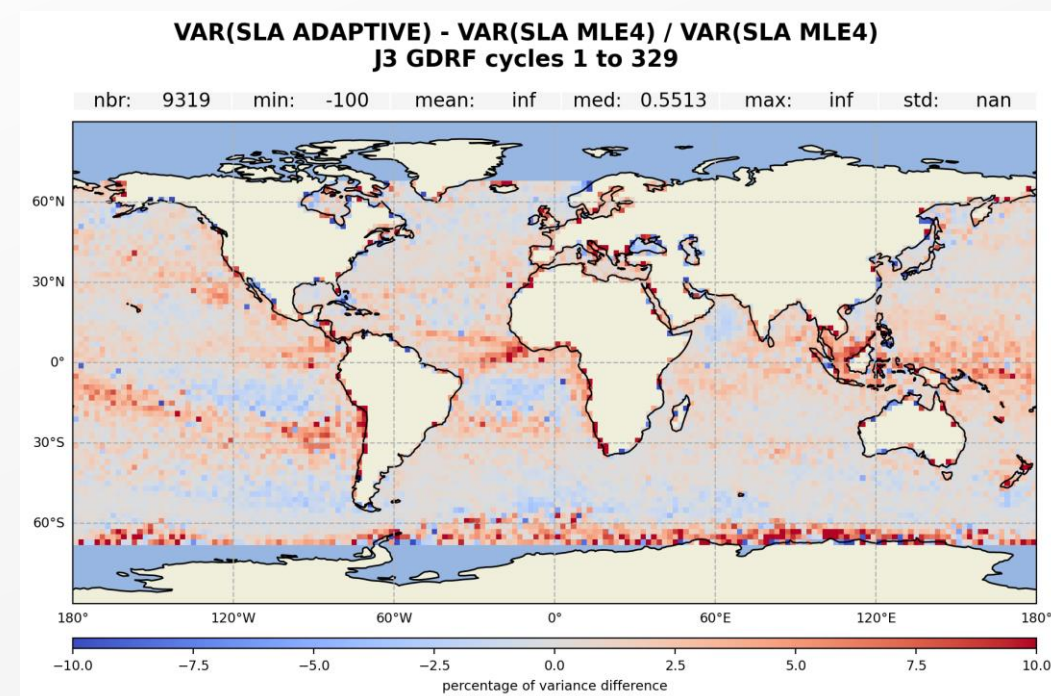 VAR(SLA ADAPTIVE) - VAR(SLA MLE4) / VAR(SLA MLE4)
J3 GDRF cycles 1 to 329
nbr: 9319 min: -100 mean: inf med: 0.5513 max: inf std: nan
60°N
30°N
0°
30°S
60°S
180° 120°W 60°W 0° 60°E 120°E 180°
−10.0 −7.5 −5.0 −2.5 0.0 2.5 5.0 7.5 10.0
percentage of variance difference